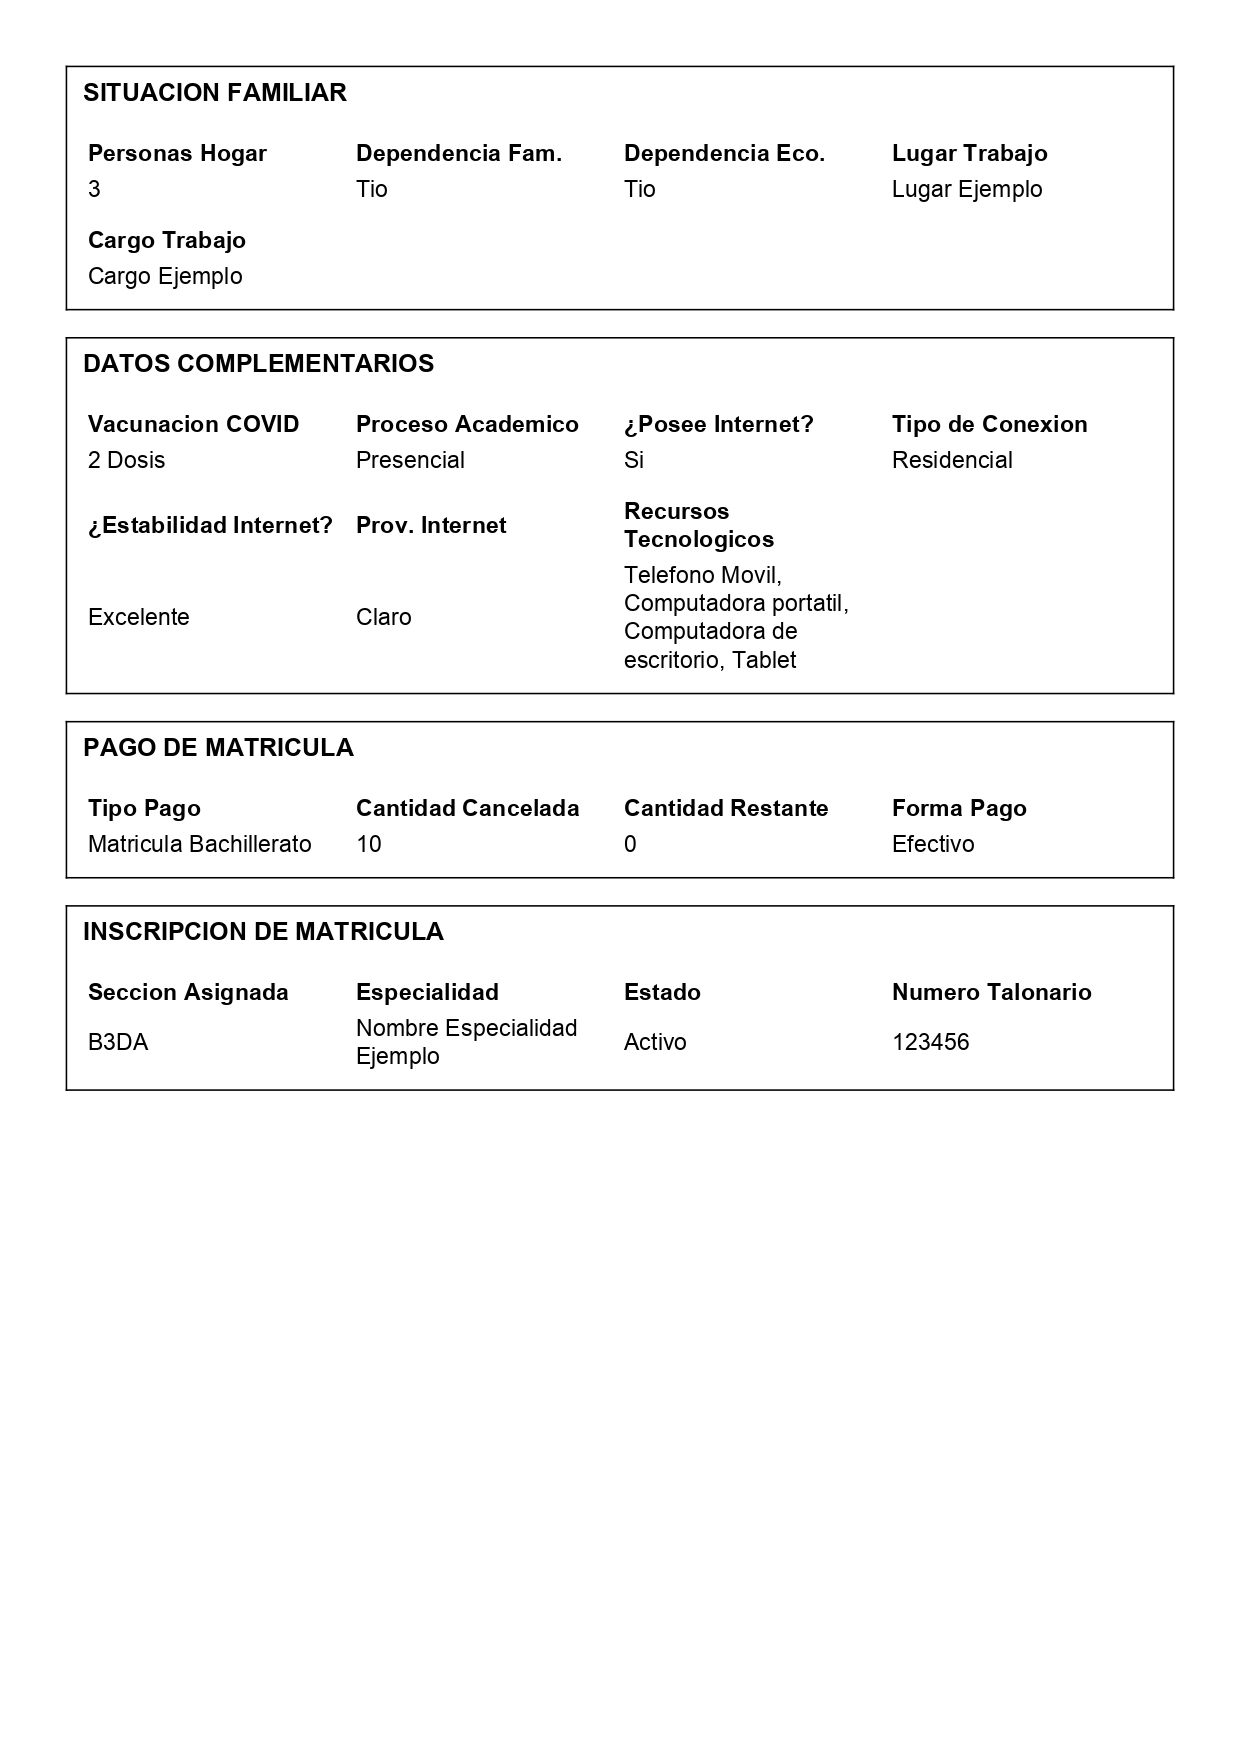 SITUACION FAMILIAR
Personas Hogar Dependencia Fam. Dependencia Eco. Lugar Trabajo
3 Tio Tio Lugar Ejemplo
Cargo Trabajo
Cargo Ejemplo
DATOS COMPLEMENTARIOS
Vacunacion COVID Proceso Academico ¿Posee Internet? Tipo de Conexion
2 Dosis Presencial Si Residencial
¿Estabilidad Internet? Prov. Internet Recursos
Tecnologicos
Excelente Claro Telefono Movil,
Computadora portatil,
Computadora de
escritorio, Tablet
PAGO DE MATRICULA
Tipo Pago Cantidad Cancelada Cantidad Restante Forma Pago
Matricula Bachillerato 10 0 Efectivo
INSCRIPCION DE MATRICULA
Seccion Asignada Especialidad Estado Numero Talonario
B3DA Nombre Especialidad Activo 123456
Ejemplo